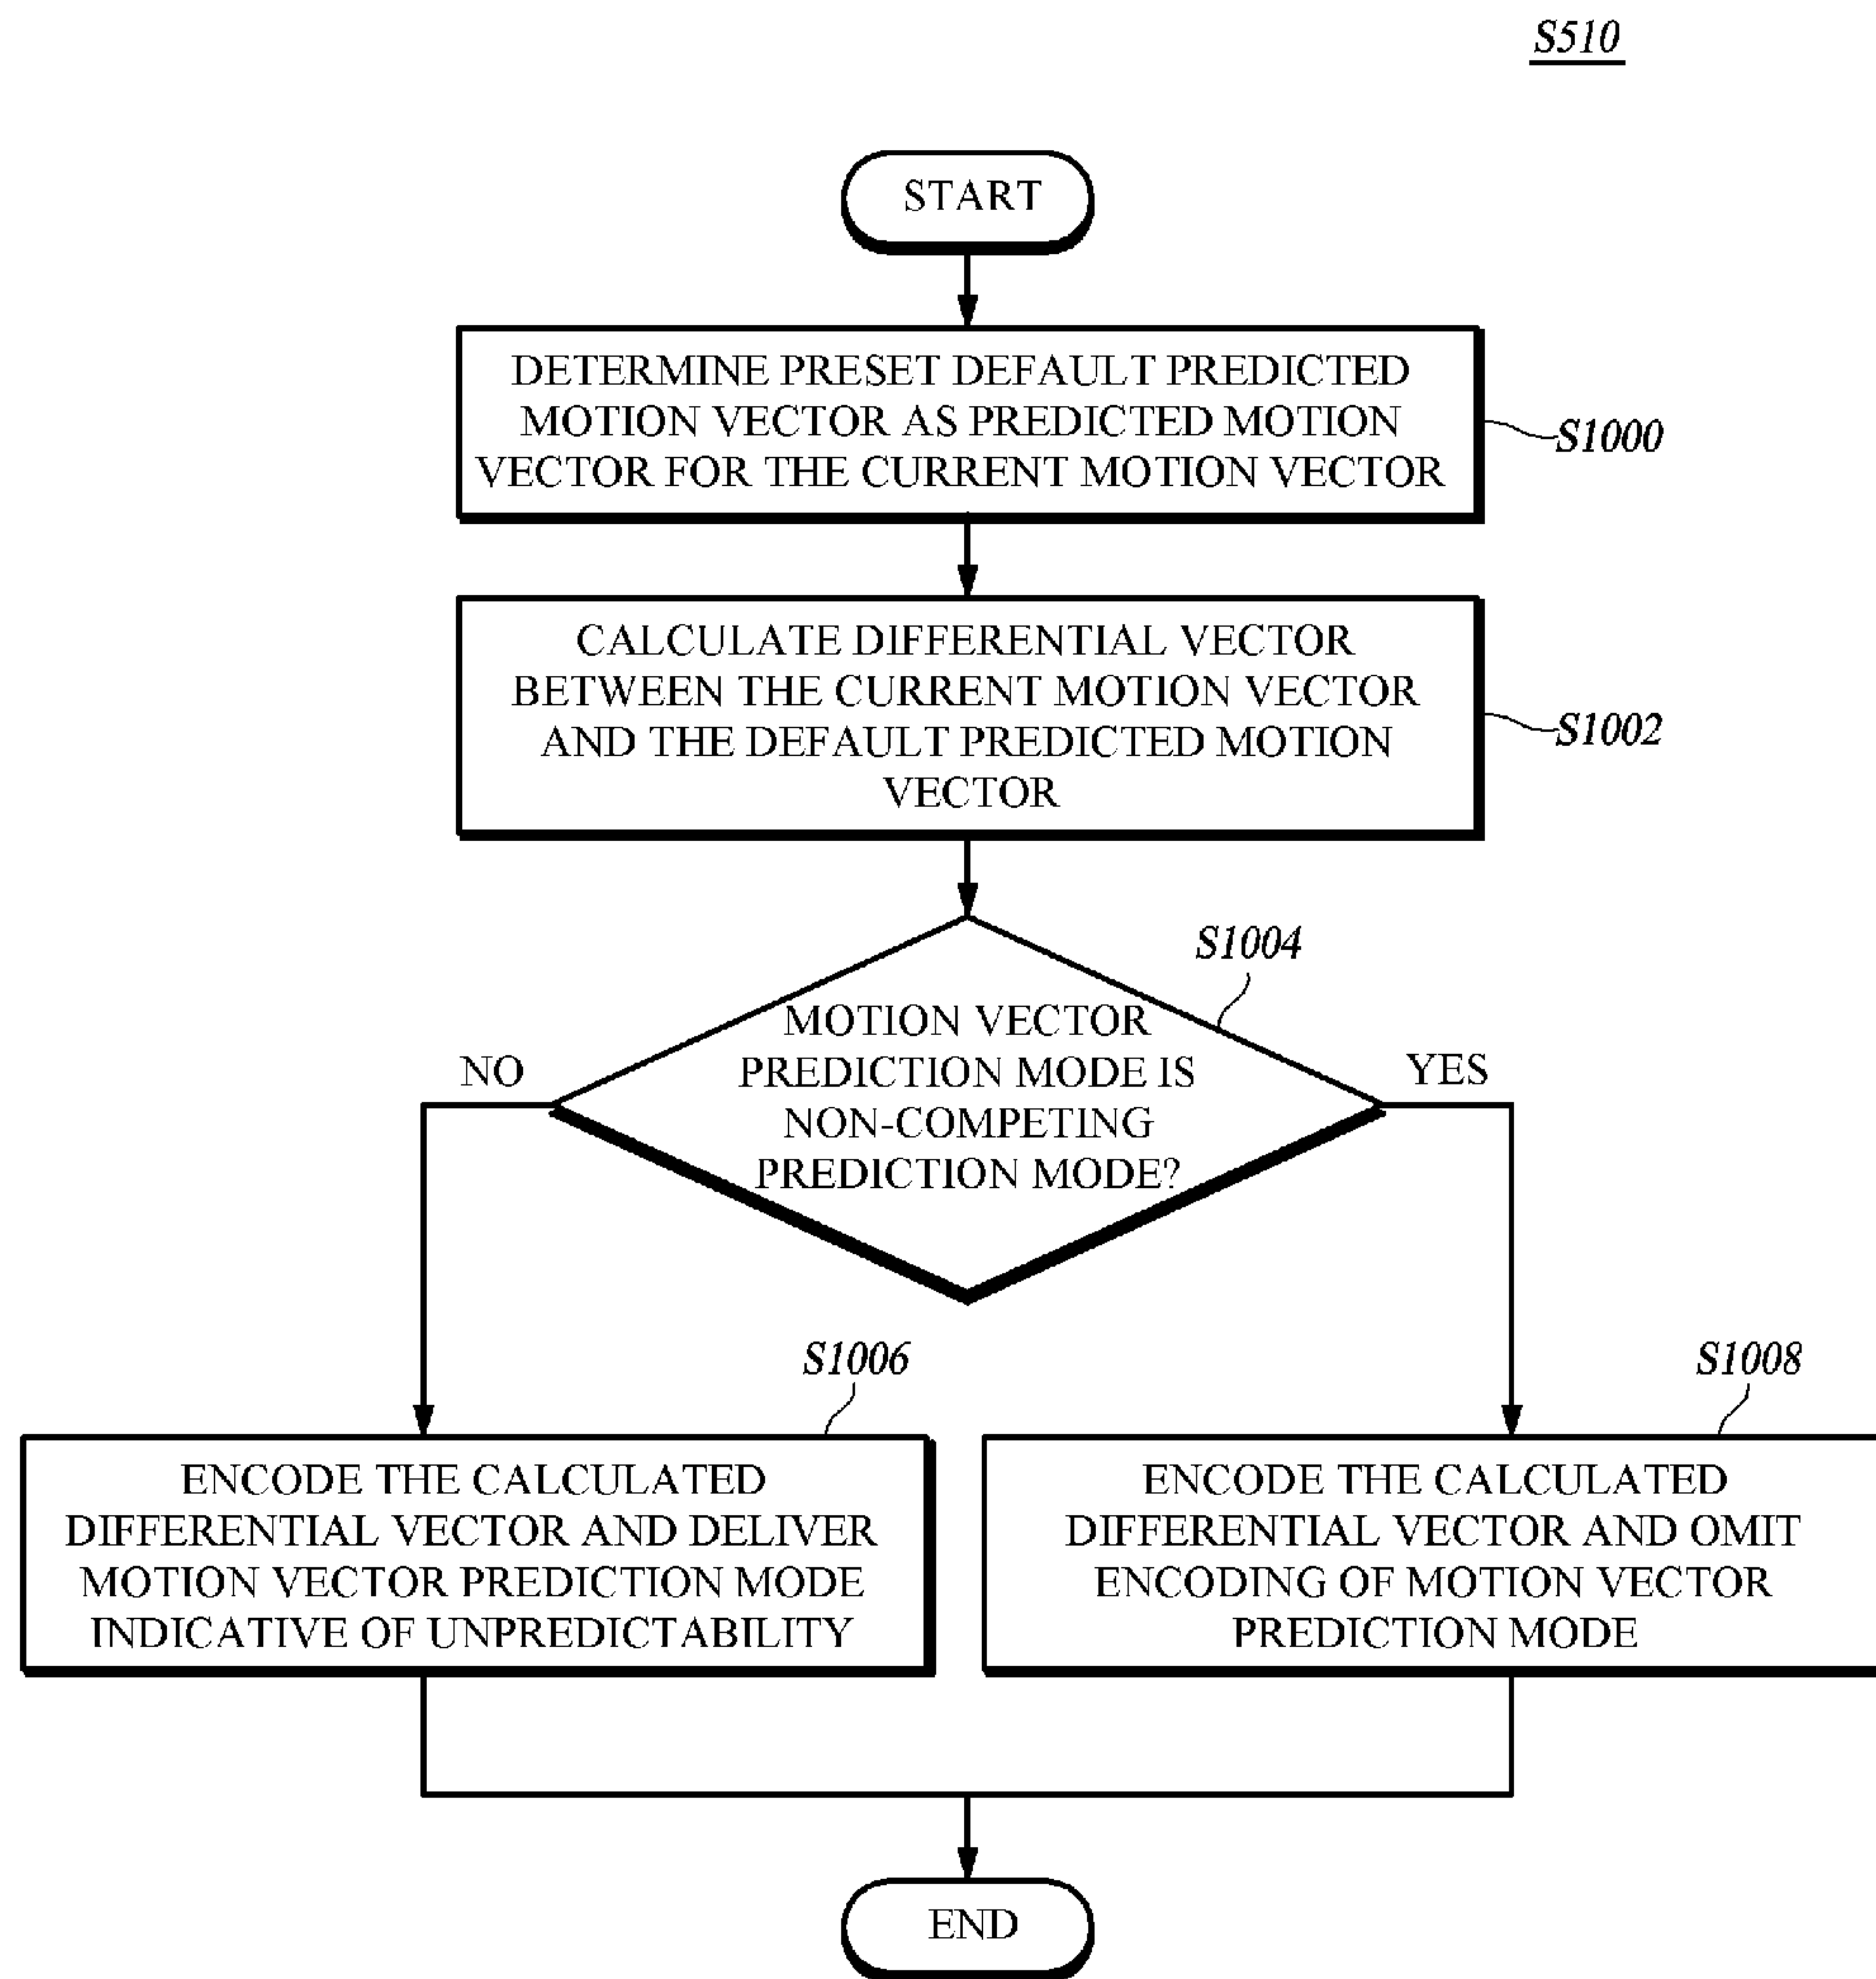 S510
START
DETERMINE PRESET DEFAULT PREDICTED
MOTION VECTOR AS PREDICTED MOTION
VECTOR FOR THE CURRENT MOTION VECTOR
S1000
CALCULATE DIFFERENTIAL VECTOR
BETWEEN THE CURRENT MOTION VECTOR
AND THE DEFAULT PREDICTED MOTION
VECTOR
S1002
S1004
MOTION VECTOR
PREDICTION MODE IS
NON-COMPETING
PREDICTION MODE?
NO
YES
S1006
ENCODE THE CALCULATED
DIFFERENTIAL VECTOR AND DELIVER
MOTION VECTOR PREDICTION MODE
INDICATIVE OF UNPREDICTABILITY
S1008
ENCODE THE CALCULATED
DIFFERENTIAL VECTOR AND OMIT
ENCODING OF MOTION VECTOR
PREDICTION MODE
END